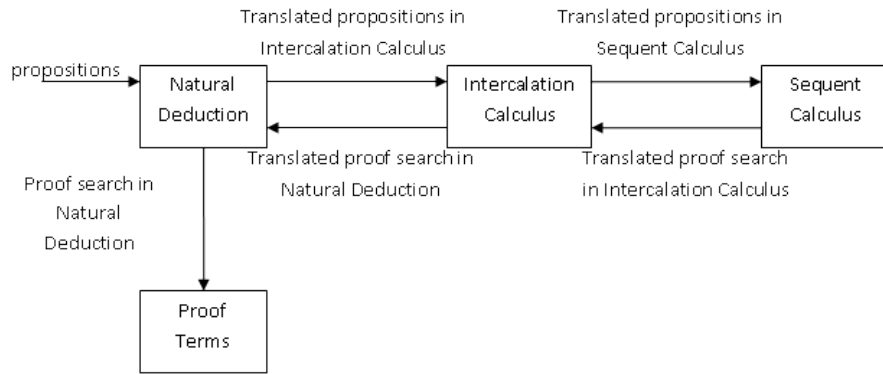 Translated propositions in
Intercalation Calculus
Translated propositions in
Sequent Calculus
propositions
Natural
Deduction
Intercalation
Calculus
Sequent
Calculus
Translated proof search in
Natural Deduction
Translated proof search
in Intercalation Calculus
Proof search in
Natural
Deduction
Proof
Terms